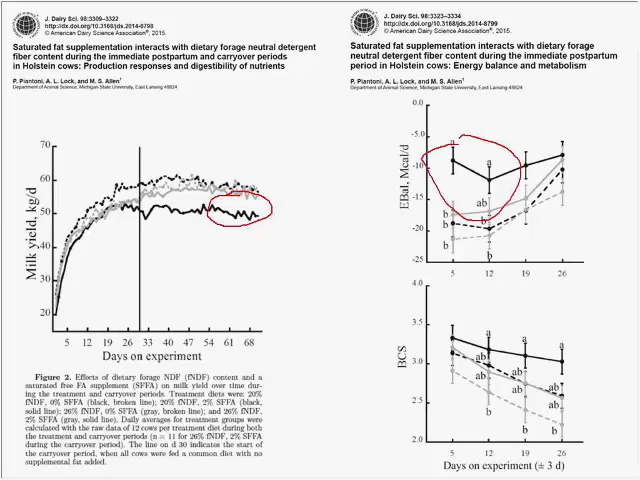 J. Dairy Sci. 98:3309–3322
http://dx.doi.org/10.3168/jds.2014-8798
© American Dairy Science Association®, 2015.
Saturated fat supplementation interacts with dietary forage neutral detergent
fiber content during the immediate postpartum and carryover periods
in Holstein cows: Production responses and digestibility of nutrients
P. Piantoni, A. L. Lock, and M. S. Allen¹
Department of Animal Science, Michigan State University, East Lansing 48824
70
60
50
40
30
20
Milk yield, kg/d
5 12 19 26 33 40 47 54 61 68
Days on experiment
Figure 2. Effects of dietary forage NDF (fNDF) content and a
saturated free FA supplement (SFFA) on milk yield over time dur-
ing the treatment and carryover periods. Treatment diets were: 20%
fNDF, 0% SFFA (black, broken line); 20% fNDF, 2% SFFA (black,
solid line); 26% fNDF, 0% SFFA (gray, broken line); and 26% fNDF,
2% SFFA (gray, solid line). Daily averages for treatment groups were
calculated with the raw data of 12 cows per treatment diet during both
the treatment and carryover periods (n = 11 for 26% fNDF, 2% SFFA
during the carryover period). The line on d 30 indicates the start of
the carryover period, when all cows were fed a common diet with no
supplemental fat added.
J. Dairy Sci. 98:3323–3334
http://dx.doi.org/10.3168/jds.2014-8799
© American Dairy Science Association®, 2015.
Saturated fat supplementation interacts with dietary forage
neutral detergent fiber content during the immediate postpartum
period in Holstein cows: Energy balance and metabolism
P. Piantoni, A. L. Lock, and M. S. Allen¹
Department of Animal Science, Michigan State University, East Lansing 48824
0.0
-5.0
-10
-15
-20
-25
EBal, Mcal/d
a
a
ab
b
b
b
b
5 12 19 26
4.0
3.5
3.0
2.5
2.0
BCS
a
a
a
ab
ab
ab
ab
ab
ab
b
b
b
5 12 19 26
Days on experiment (± 3 d)